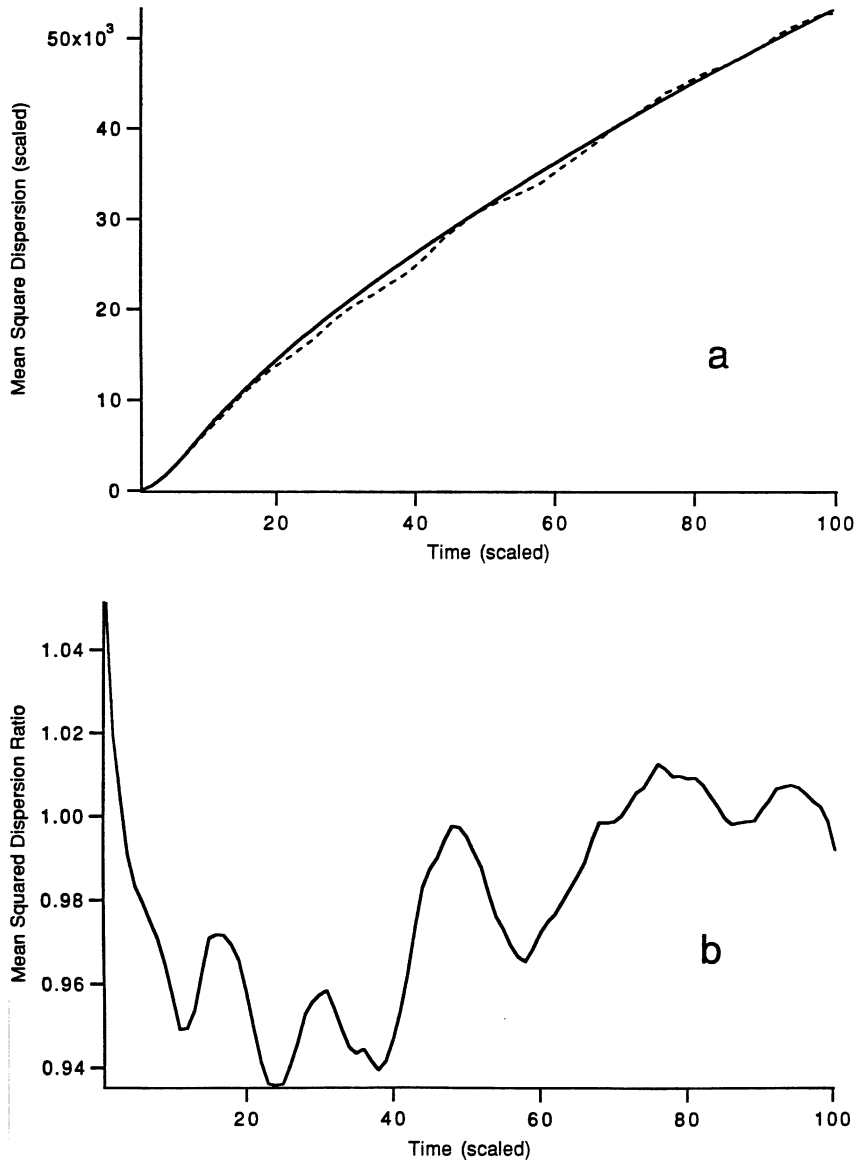 50x10³
40
30
20
10
0
Mean Square Dispersion (scaled)
a
20 40 60 80 100
Time (scaled)
1.04
1.02
1.00
0.98
0.96
0.94
Mean Squared Dispersion Ratio
b
20 40 60 80 100
Time (scaled)